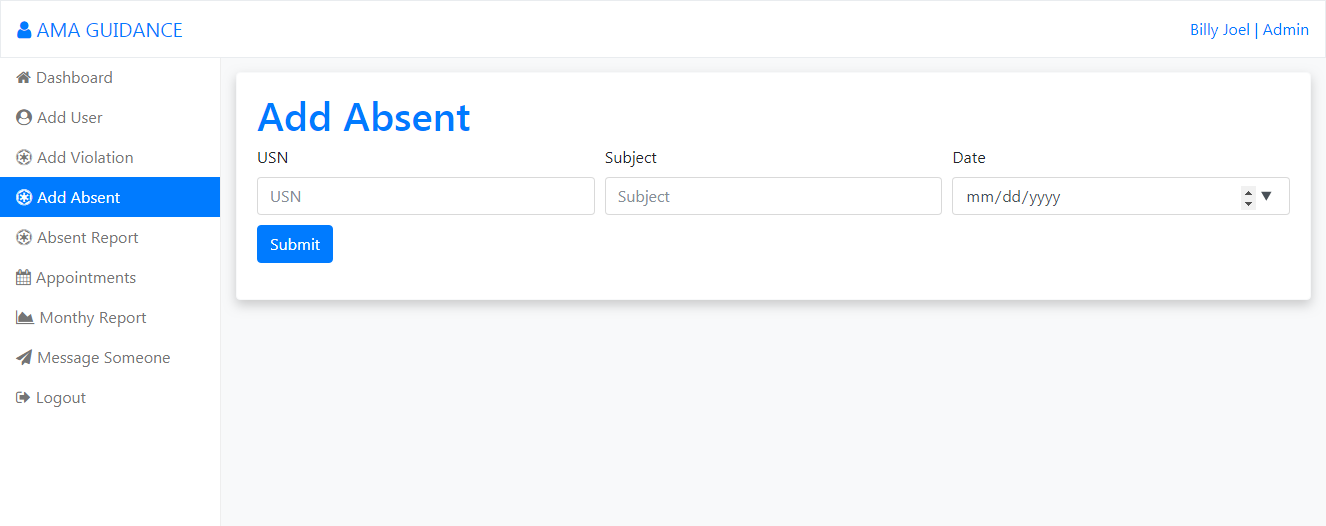 AMA GUIDANCE
Billy Joel | Admin
Dashboard
Add User
Add Violation
Add Absent
Absent Report
Appointments
Monthy Report
Message Someone
Logout
Add Absent
USN
Subject
Date
USN
Subject
mm/dd/yyyy
Submit